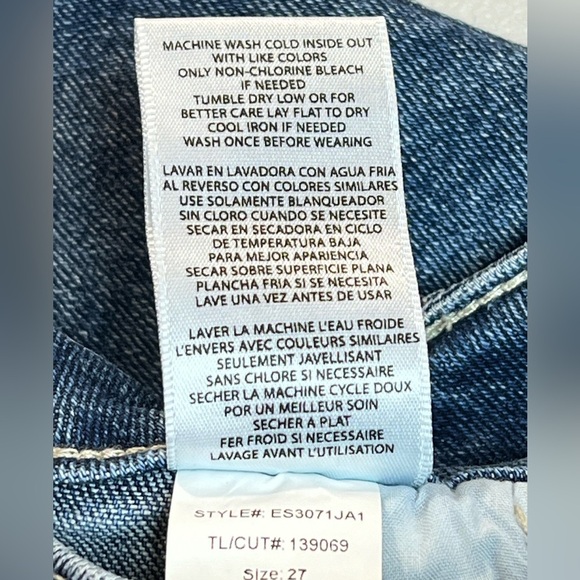 MACHINE WASH COLD INSIDE OUT
WITH LIKE COLORS
ONLY NON-CHLORINE BLEACH
IF NEEDED
TUMBLE DRY LOW OR FOR
BETTER CARE LAY FLAT TO DRY
COOL IRON IF NEEDED
WASH ONCE BEFORE WEARING
LAVAR EN LAVADORA CON AGUA FRIA
AL REVERSO CON COLORES SIMILARES
USE SOLAMENTE BLANQUEADOR
SIN CLORO CUANDO SE NECESITE
SECAR EN SECADORA EN CICLO
DE TEMPERATURA BAJA
PARA MEJOR APARIENCIA
SECAR SOBRE SUPERFICIE PLANA
PLANCHA FRIA SI SE NECESITA
LAVE UNA VEZ ANTES DE USAR
LAVER LA MACHINE L'EAU FROIDE
L'ENVERS AVEC COULEURS SIMILAIRES
SEULEMENT JAVELLISANT
SANS CHLORE SI NECESSAIRE
SECHER LA MACHINE CYCLE DOUX
POR UN MEILLEUR SOIN
SECHER A PLAT
FER FROID SI NECESSAIRE
LAVAGE AVANT L'UTILISATION
STYLE#: ES3071JA1
TL/CUT#: 139069
Size: 27